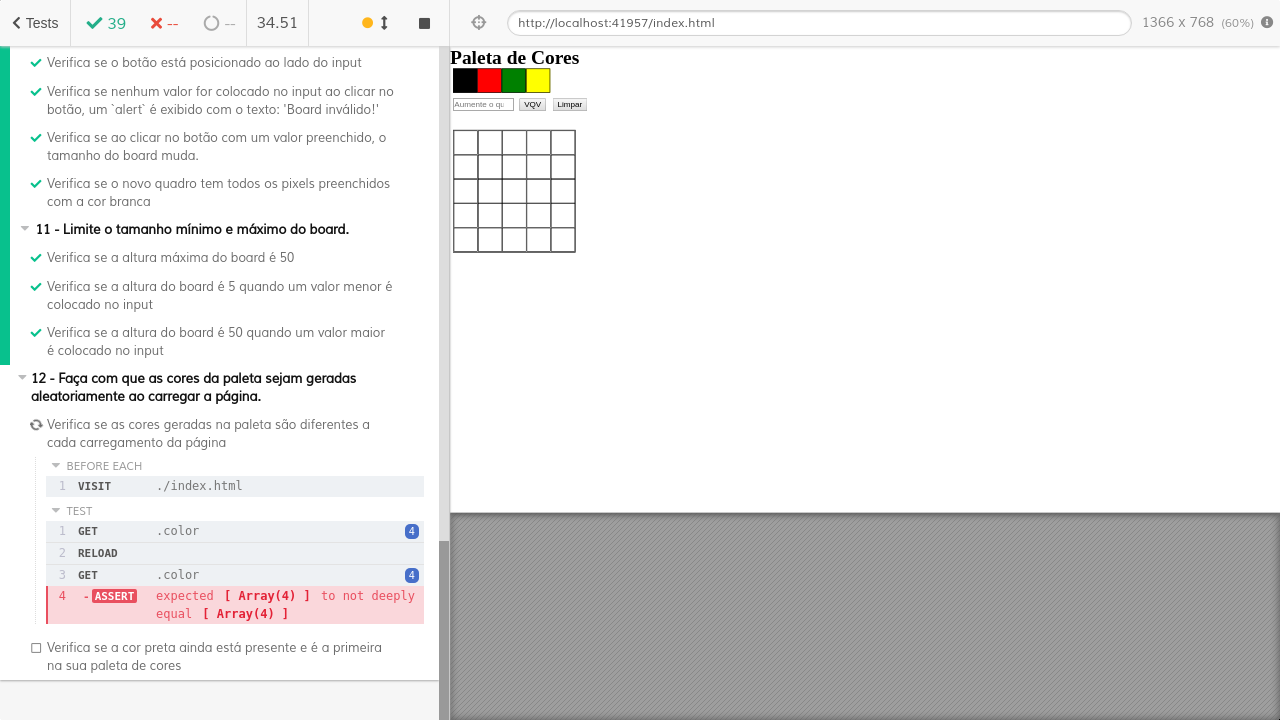 Tests
39
--
--
34.51
http://localhost:41957/index.html
1366 x 768 (60%)
Verifica se o botão está posicionado ao lado do input
Verifica se nenhum valor for colocado no input ao clicar no
botão, um `alert` é exibido com o texto: 'Board inválido!'
Verifica se ao clicar no botão com um valor preenchido, o
tamanho do board muda.
Verifica se o novo quadro tem todos os pixels preenchidos
com a cor branca
11 - Limite o tamanho mínimo e máximo do board.
Verifica se a altura máxima do board é 50
Verifica se a altura do board é 5 quando um valor menor é
colocado no input
Verifica se a altura do board é 50 quando um valor maior
é colocado no input
12 - Faça com que as cores da paleta sejam geradas
aleatoriamente ao carregar a página.
Verifica se as cores geradas na paleta são diferentes a
cada carregamento da página
BEFORE EACH
1 VISIT ./index.html
TEST
1 GET .color 4
2 RELOAD
3 GET .color 4
4 -ASSERT expected [ Array(4) ] to not deeply
equal [ Array(4) ]
Verifica se a cor preta ainda está presente e é a primeira
na sua paleta de cores
Paleta de Cores
Aumente o qu
VQV
Limpar